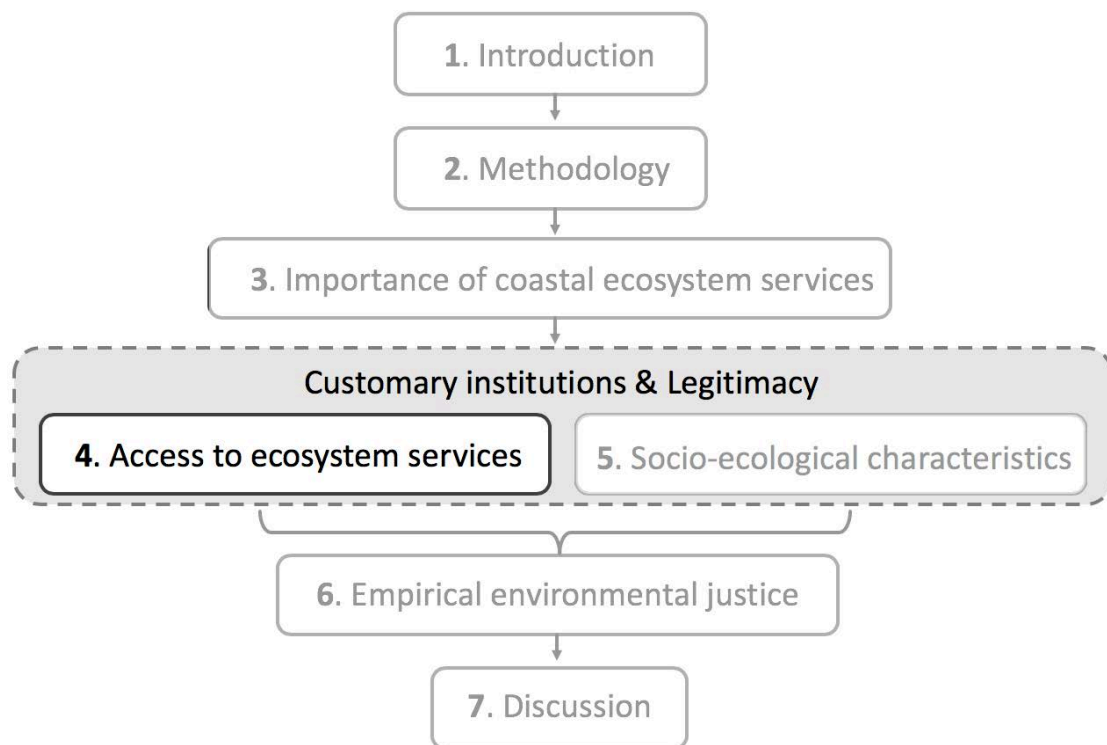 1. Introduction
2. Methodology
3. Importance of coastal ecosystem services
Customary institutions & Legitimacy
4. Access to ecosystem services
5. Socio-ecological characteristics
6. Empirical environmental justice
7. Discussion